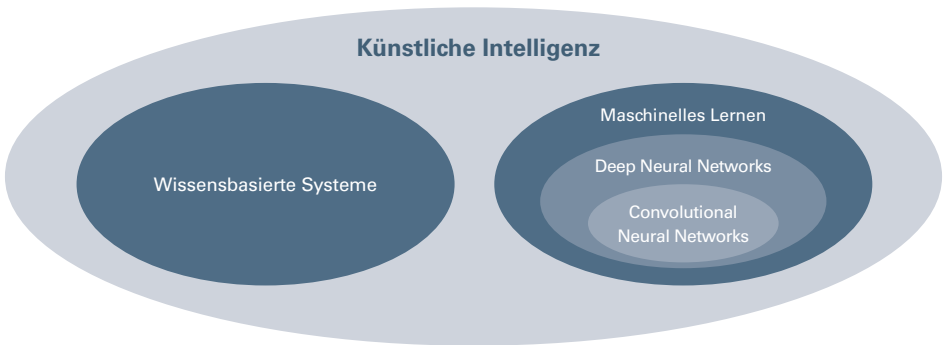 Künstliche Intelligenz
Wissensbasierte Systeme
Maschinelles Lernen
Deep Neural Networks
Convolutional
Neural Networks